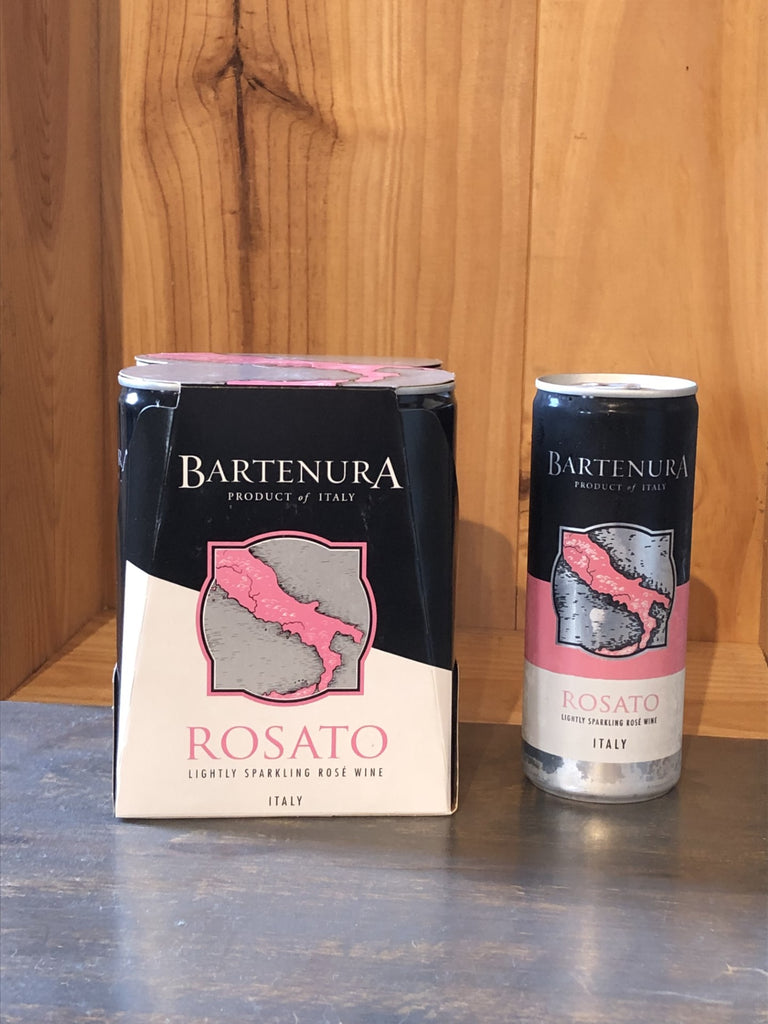 BARTENURA
PRODUCT of ITALY
ROSATO
LIGHTLY SPARKLING ROSÉ WINE
ITALY
BARTENURA
PRODUCT of ITALY
ROSATO
LIGHTLY SPARKLING ROSÉ WINE
ITALY